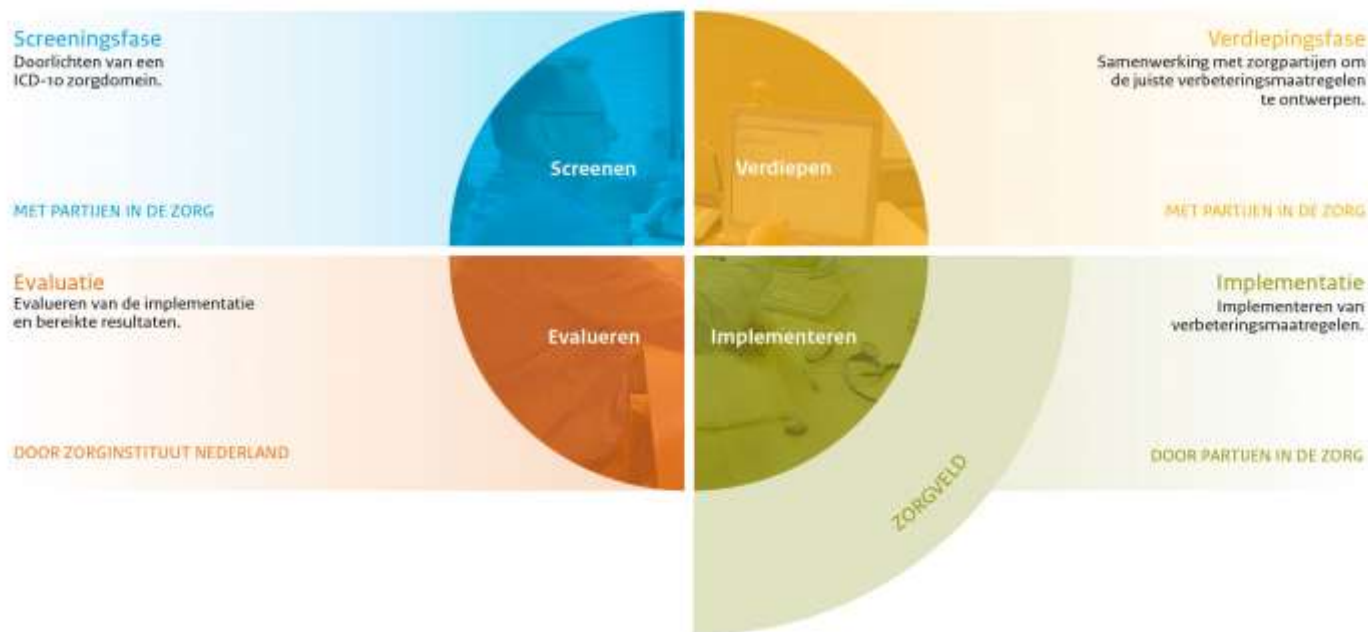 Screeningsfase
Doorlichten van een
ICD-10 zorgdomein.
MET PARTIJEN IN DE ZORG
Screenen
Verdiepen
Verdiepingsfase
Samenwerking met zorgpartijen om
de juiste verbeteringsmaatregelen
te ontwerpen.
MET PARTIJEN IN DE ZORG
Evaluatie
Evalueren van de implementatie
en bereikte resultaten.
DOOR ZORGINSTITUUT NEDERLAND
Evalueren
Implementeren
ZORGVELD
Implementatie
Implementeren van
verbeteringsmaatregelen.
DOOR PARTIJEN IN DE ZORG